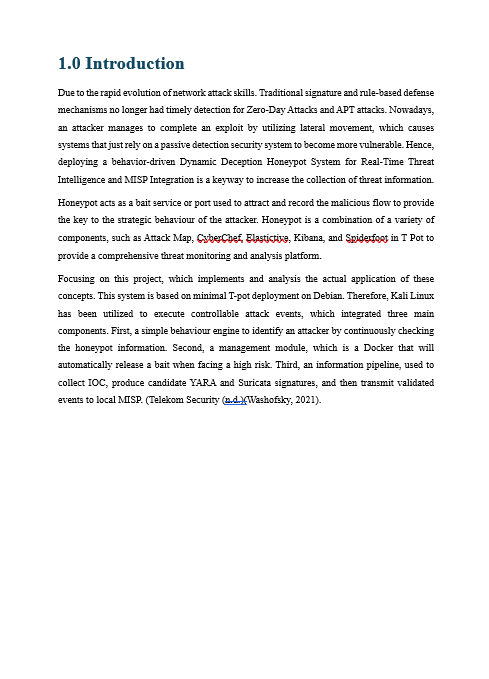 1.0 Introduction
Due to the rapid evolution of network attack skills. Traditional signature and rule-based defense
mechanisms no longer had timely detection for Zero-Day Attacks and APT attacks. Nowadays,
an attacker manages to complete an exploit by utilizing lateral movement, which causes
systems that just rely on a passive detection security system to become more vulnerable. Hence,
deploying a behavior-driven Dynamic Deception Honeypot System for Real-Time Threat
Intelligence and MISP Integration is a keyway to increase the collection of threat information.
Honeypot acts as a bait service or port used to attract and record the malicious flow to provide
the key to the strategic behaviour of the attacker. Honeypot is a combination of a variety of
components, such as Attack Map, CyberChef, Elastictive, Kibana, and Spiderfoot in T Pot to
provide a comprehensive threat monitoring and analysis platform.
Focusing on this project, which implements and analysis the actual application of these
concepts. This system is based on minimal T-pot deployment on Debian. Therefore, Kali Linux
has been utilized to execute controllable attack events, which integrated three main
components. First, a simple behaviour engine to identify an attacker by continuously checking
the honeypot information. Second, a management module, which is a Docker that will
automatically release a bait when facing a high risk. Third, an information pipeline, used to
collect IOC, produce candidate YARA and Suricata signatures, and then transmit validated
events to local MISP. (Telekom Security (n.d.)(Washofsky, 2021).